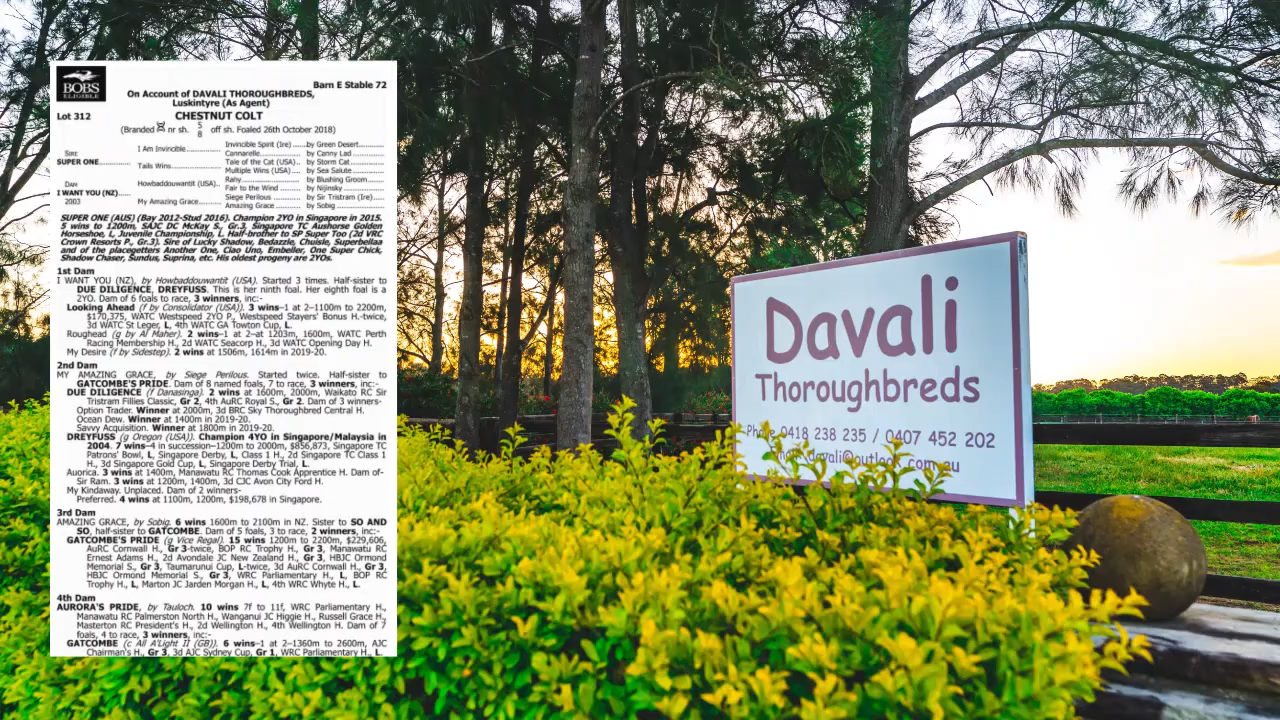 BOBS
ELIGIBLE
Barn E Stable 72
On Account of DAVALI THOROUGHBREDS,
Luskintyre (As Agent)
Lot 312
CHESTNUT COLT
(Branded nr sh. 5 8 off sh. Foaled 26th October 2018)
Sire
SUPER ONE
I Am Invincible
Invincible Spirit (Ire) by Green Desert
Cannarelle by Canny Lad
Tails Wins
Tale of the Cat (USA) by Storm Cat
Multiple Wins (USA) by Sea Salute
Dam
I WANT YOU (NZ)
2003
Howbaddouwantit (USA)
Rahy by Blushing Groom
Fair to the Wind by Nijinsky
My Amazing Grace
Siege Perilous by Sir Tristram (Ire)
Amazing Grace by Sobig
SUPER ONE (AUS) (Bay 2012-Stud 2016). Champion 2YO in Singapore in 2015.
5 wins to 1200m, SAJC DC McKay S., Gr.3, Singapore TC Aushorse Golden
Horseshoe, L, Juvenile Championship, L. Half-brother to SP Super Too (2d VRC
Crown Resorts P., Gr.3). Sire of Lucky Shadow, Bedazzle, Chuisle, Superbellaa
and of the placegetters Another One, Ciao Uno, Embeller, One Super Chick,
Shadow Chaser, Sundus, Suprina, etc. His oldest progeny are 2YOs.
1st Dam
I WANT YOU (NZ), by Howbaddouwantit (USA). Started 3 times. Half-sister to
DUE DILIGENCE, DREYFUSS. This is her ninth foal. Her eighth foal is a
2YO. Dam of 6 foals to race, 3 winners, inc:-
Looking Ahead (f by Consolidator (USA)). 3 wins–1 at 2–1100m to 2200m,
$170,375, WATC Westspeed 2YO P., Westspeed Stayers' Bonus H.-twice,
3d WATC St Leger, L, 4th WATC GA Towton Cup, L.
Roughead (g by Al Maher). 2 wins–1 at 2–at 1203m, 1600m, WATC Perth
Racing Membership H., 2d WATC Seacorp H., 3d WATC Opening Day H.
My Desire (f by Sidestep). 2 wins at 1506m, 1614m in 2019-20.
2nd Dam
MY AMAZING GRACE, by Siege Perilous. Started twice. Half-sister to
GATCOMBE'S PRIDE. Dam of 8 named foals, 7 to race, 3 winners, inc:-
DUE DILIGENCE (f Danasinga). 2 wins at 1600m, 2000m, Waikato RC Sir
Tristram Fillies Classic, Gr 2, 4th AuRC Royal S., Gr 2. Dam of 3 winners-
Option Trader. Winner at 2000m, 3d BRC Sky Thoroughbred Central H.
Ocean Dew. Winner at 1400m in 2019-20.
Savvy Acquisition. Winner at 1800m in 2019-20.
DREYFUSS (g Oregon (USA)). Champion 4YO in Singapore/Malaysia in
2004. 7 wins–4 in succession–1200m to 2000m, $856,873, Singapore TC
Patrons' Bowl, L, Singapore Derby, L, Class 1 H., 2d Singapore TC Class 1
H., 3d Singapore Gold Cup, L, Singapore Derby Trial, L.
Auorica. 3 wins at 1400m, Manawatu RC Thomas Cook Apprentice H. Dam of-
Sir Ram. 3 wins at 1200m, 1400m, 3d CJC Avon City Ford H.
My Kindaway. Unplaced. Dam of 2 winners-
Preferred. 4 wins at 1100m, 1200m, $198,678 in Singapore.
3rd Dam
AMAZING GRACE, by Sobig. 6 wins 1600m to 2100m in NZ. Sister to SO AND
SO, half-sister to GATCOMBE. Dam of 5 foals, 3 to race, 2 winners, inc:-
GATCOMBE'S PRIDE (g Vice Regal). 15 wins 1200m to 2200m, $229,606,
AuRC Cornwall H., Gr 3-twice, BOP RC Trophy H., Gr 3, Manawatu RC
Ernest Adams H., 2d Avondale JC New Zealand H., Gr 3, HBJC Ormond
Memorial S., Gr 3, Taumarunui Cup, L-twice, 3d AuRC Cornwall H., Gr 3,
HBJC Ormond Memorial S., Gr 3, WRC Parliamentary H., L, BOP RC
Trophy H., L, Marton JC Jarden Morgan H., L, 4th WRC Whyte H., L.
4th Dam
AURORA'S PRIDE, by Tauloch. 10 wins 7f to 11f, WRC Parliamentary H.,
Manawatu RC Palmerston North H., Wanganui JC Higgie H., Russell Grace H.,
Masterton RC President's H., 2d Wellington H., 4th Wellington H. Dam of 7
foals, 4 to race, 3 winners, inc:-
GATCOMBE (c All A'Light II (GB)). 6 wins–1 at 2–1360m to 2600m, AJC
Chairman's H., Gr 3, 3d AJC Sydney Cup, Gr 1, WRC Parliamentary H., L.
Davali
Thoroughbreds
Phone 0418 238 235 / 0407 452 202
davali@outlook.com.au